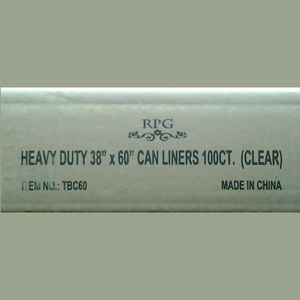 RPG
HEAVY DUTY 38" x 60" CAN LINERS 100CT. (CLEAR)
ITEM NO.: TBC60 MADE IN CHINA